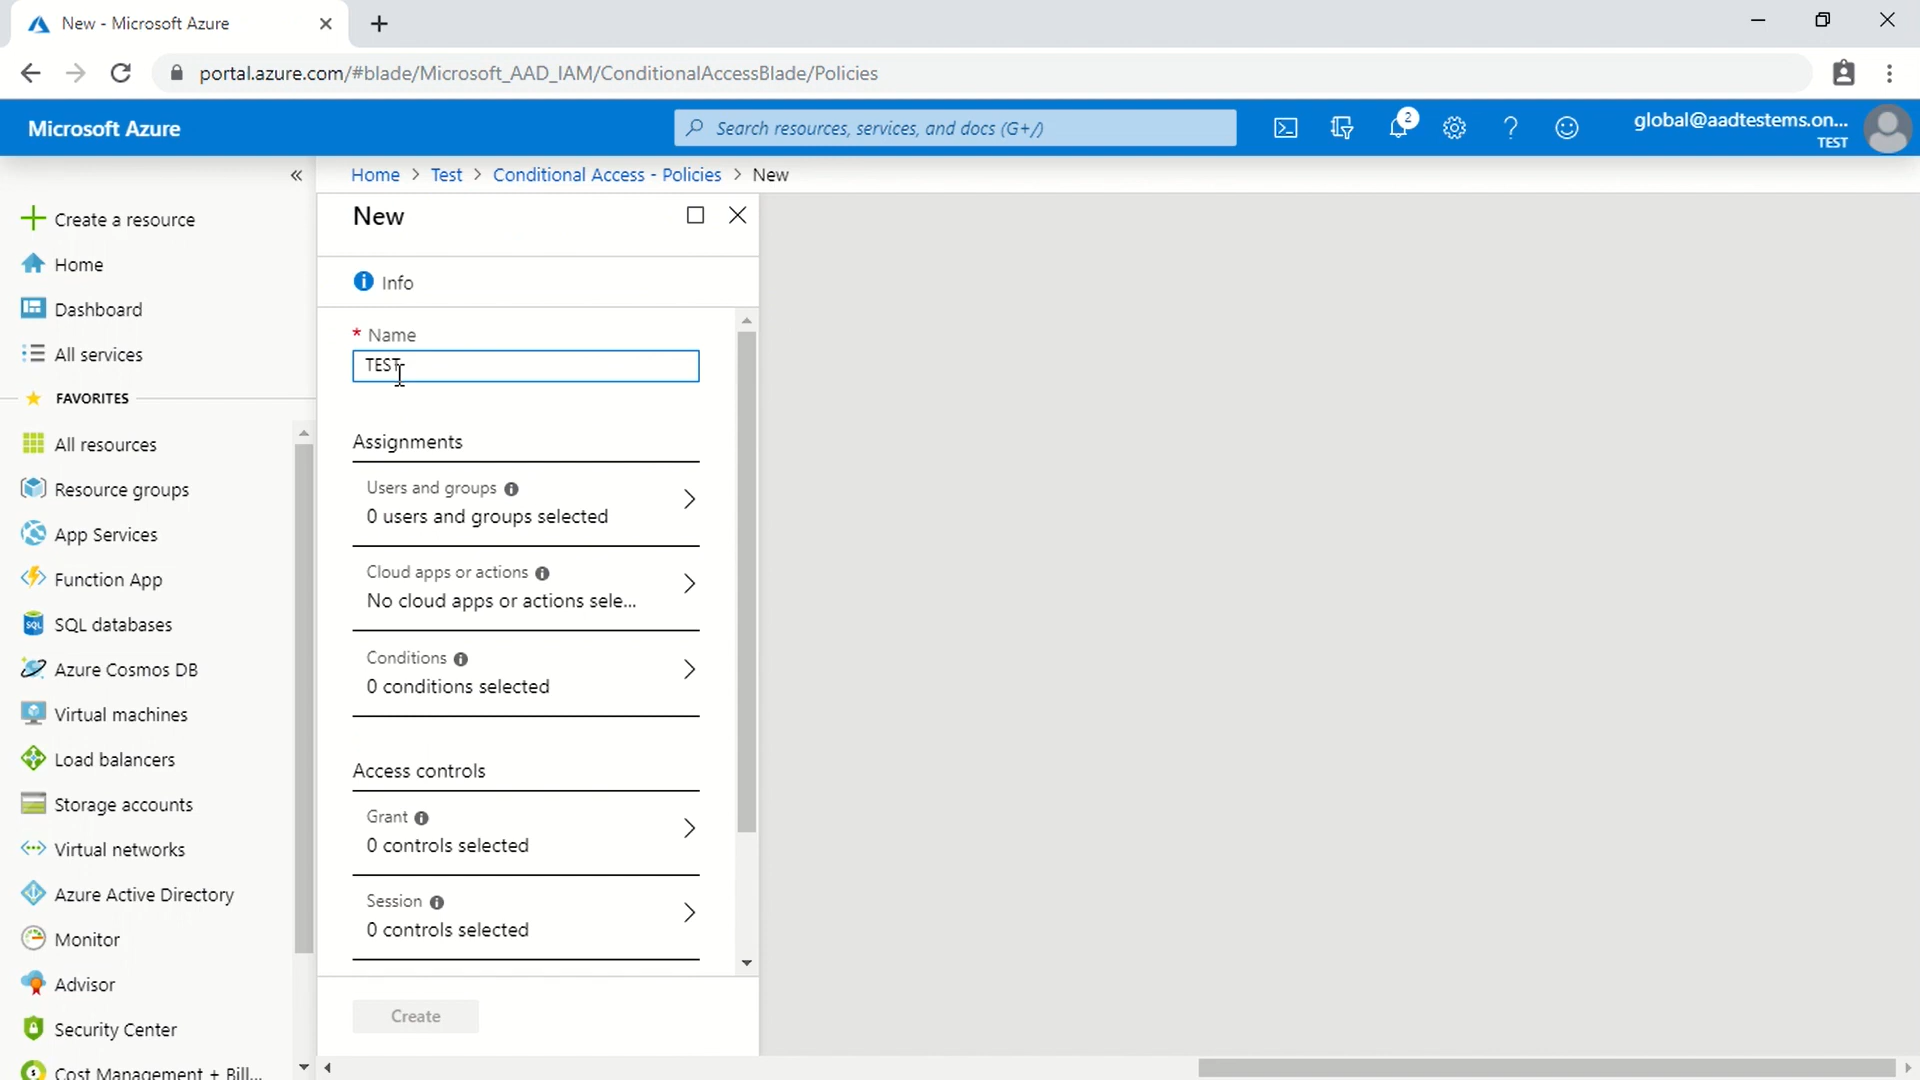 New - Microsoft Azure
portal.azure.com/#blade/Microsoft_AAD_IAM/ConditionalAccessBlade/Policies
Microsoft Azure
Search resources, services, and docs (G+/)
2
global@aadtestems.on...
TEST
Home > Test > Conditional Access - Policies > New
Create a resource
Home
Dashboard
All services
FAVORITES
All resources
Resource groups
App Services
Function App
SQL databases
Azure Cosmos DB
Virtual machines
Load balancers
Storage accounts
Virtual networks
Azure Active Directory
Monitor
Advisor
Security Center
Cost Management + Bill...
New
Info
* Name
TEST
Assignments
Users and groups
0 users and groups selected
Cloud apps or actions
No cloud apps or actions sele...
Conditions
0 conditions selected
Access controls
Grant
0 controls selected
Session
0 controls selected
Create